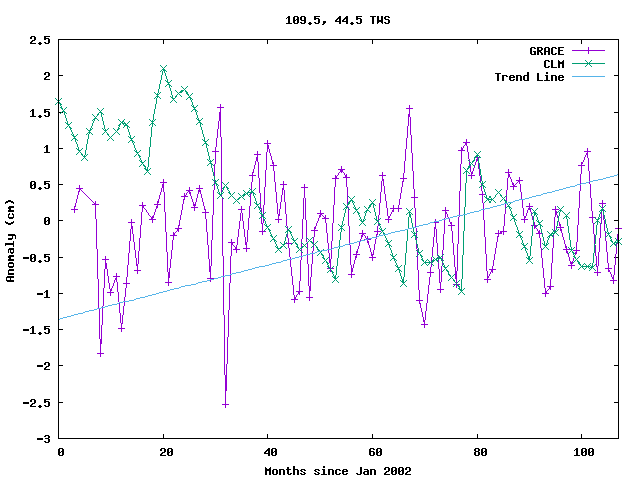 109.5, 44.5 TWS
GRACE
CLM
Trend Line
2.5
2
1.5
1
0.5
0
-0.5
-1
-1.5
-2
-2.5
-3
Anomaly (cm)
0 20 40 60 80 100
Months since Jan 2002